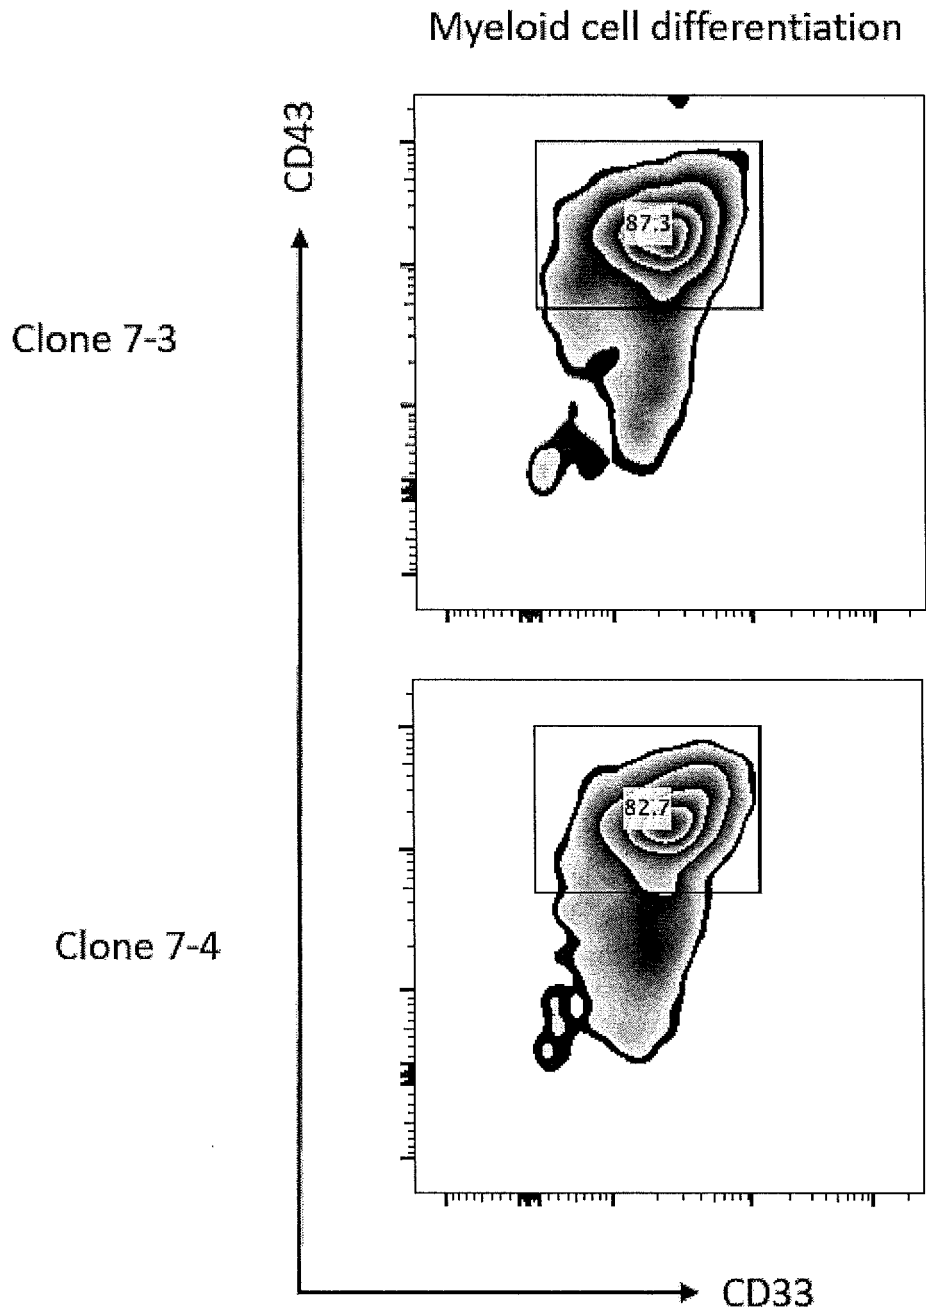 Myeloid cell differentiation
CD43
87.3
Clone 7-3
82.7
Clone 7-4
CD33